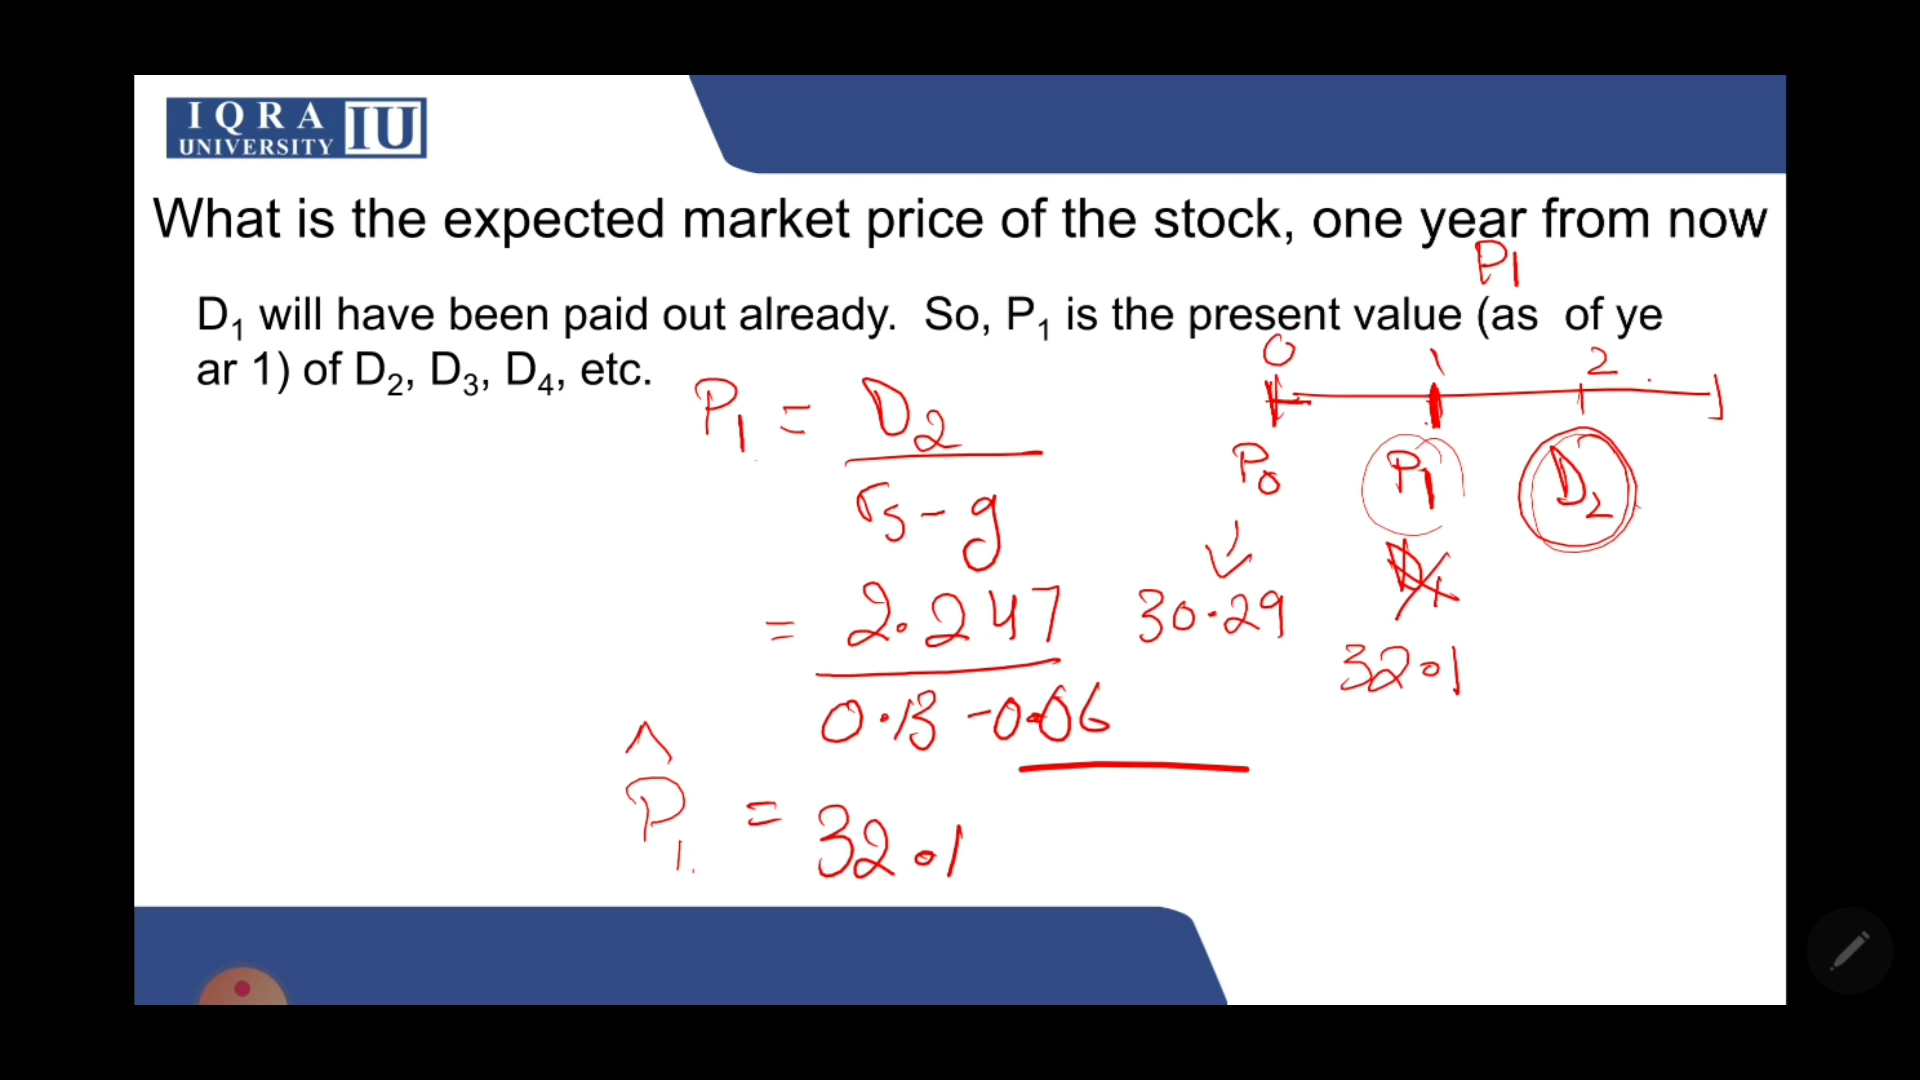 IQRA
UNIVERSITY
IU
What is the expected market price of the stock, one year from now
P1
D1 will have been paid out already. So, P1 is the present value (as of ye
ar 1) of D2, D3, D4, etc.
0 1 2
P1 = D2
rs - g
P0 P1 D2
= 2.247
0.13 - 0.06
30.29
32.1
^
P1 = 32.1